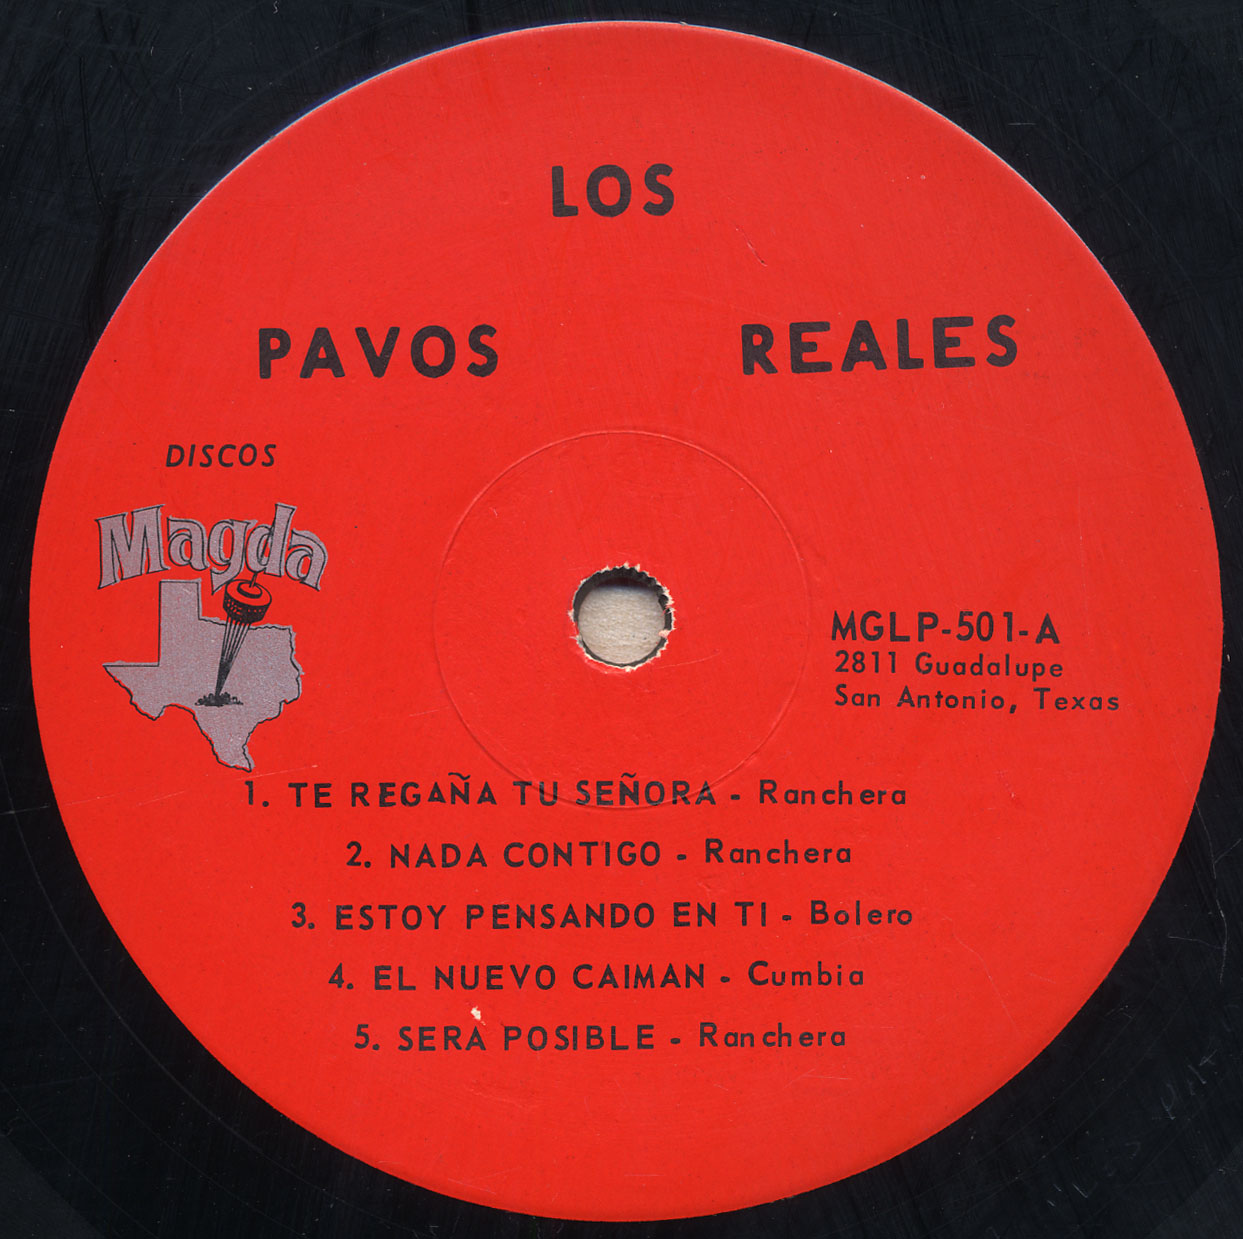 LOS
PAVOS REALES
DISCOS
Magda
MGLP-501-A
2811 Guadalupe
San Antonio, Texas
1. TE REGAÑA TU SEÑORA - Ranchera
2. NADA CONTIGO - Ranchera
3. ESTOY PENSANDO EN TI - Bolero
4. EL NUEVO CAIMAN - Cumbia
5. SERA POSIBLE - Ranchera